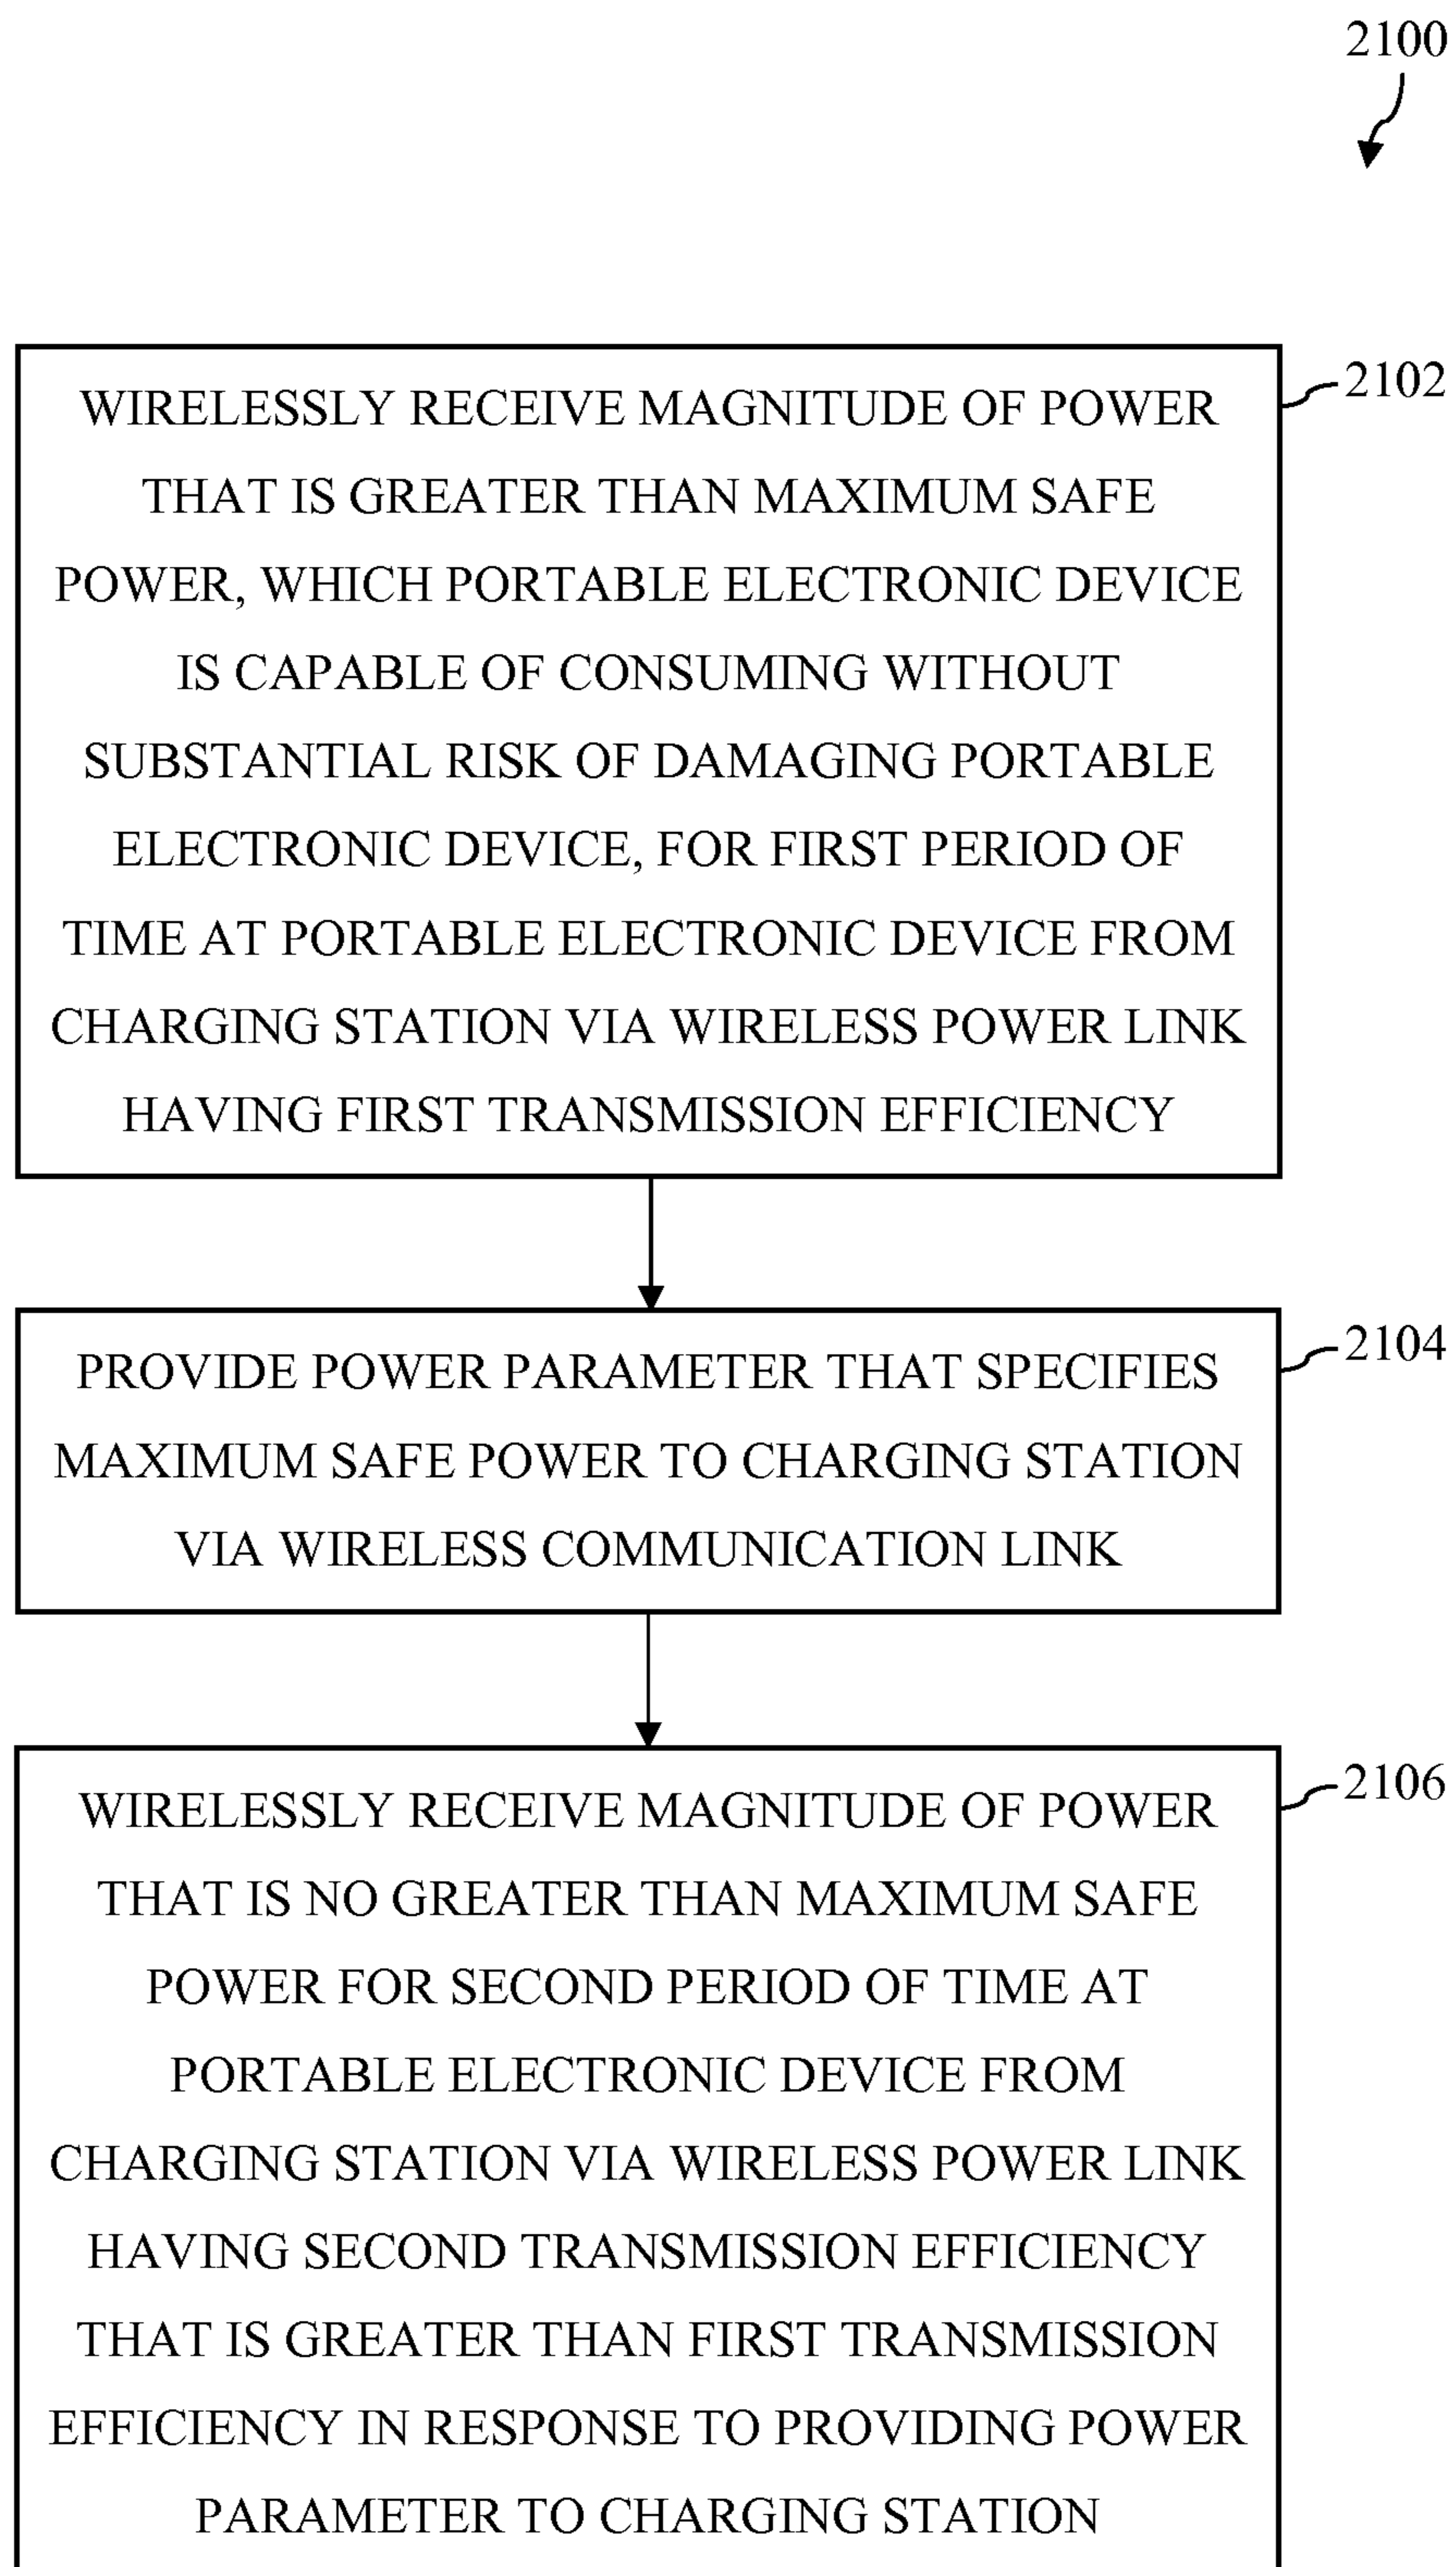 2100
WIRELESSLY RECEIVE MAGNITUDE OF POWER
THAT IS GREATER THAN MAXIMUM SAFE
POWER, WHICH PORTABLE ELECTRONIC DEVICE
IS CAPABLE OF CONSUMING WITHOUT
SUBSTANTIAL RISK OF DAMAGING PORTABLE
ELECTRONIC DEVICE, FOR FIRST PERIOD OF
TIME AT PORTABLE ELECTRONIC DEVICE FROM
CHARGING STATION VIA WIRELESS POWER LINK
HAVING FIRST TRANSMISSION EFFICIENCY
2102
PROVIDE POWER PARAMETER THAT SPECIFIES
MAXIMUM SAFE POWER TO CHARGING STATION
VIA WIRELESS COMMUNICATION LINK
2104
WIRELESSLY RECEIVE MAGNITUDE OF POWER
THAT IS NO GREATER THAN MAXIMUM SAFE
POWER FOR SECOND PERIOD OF TIME AT
PORTABLE ELECTRONIC DEVICE FROM
CHARGING STATION VIA WIRELESS POWER LINK
HAVING SECOND TRANSMISSION EFFICIENCY
THAT IS GREATER THAN FIRST TRANSMISSION
EFFICIENCY IN RESPONSE TO PROVIDING POWER
PARAMETER TO CHARGING STATION
2106